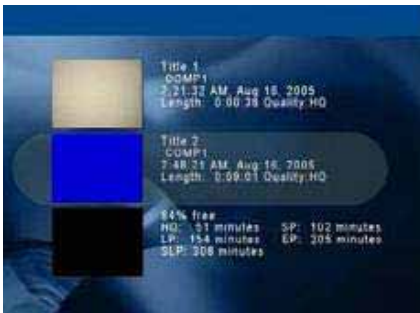 Title 1
COMP1
2:21:32 AM, Aug 16, 2005
Length: 0:00:38 Quality:HQ
Title 2
COMP1
7:48:21 AM, Aug 16, 2005
Length: 0:09:01 Quality:HQ
84% free
HQ: 51 minutes SP: 102 minutes
LP: 154 minutes EP: 205 minutes
SLP: 308 minutes